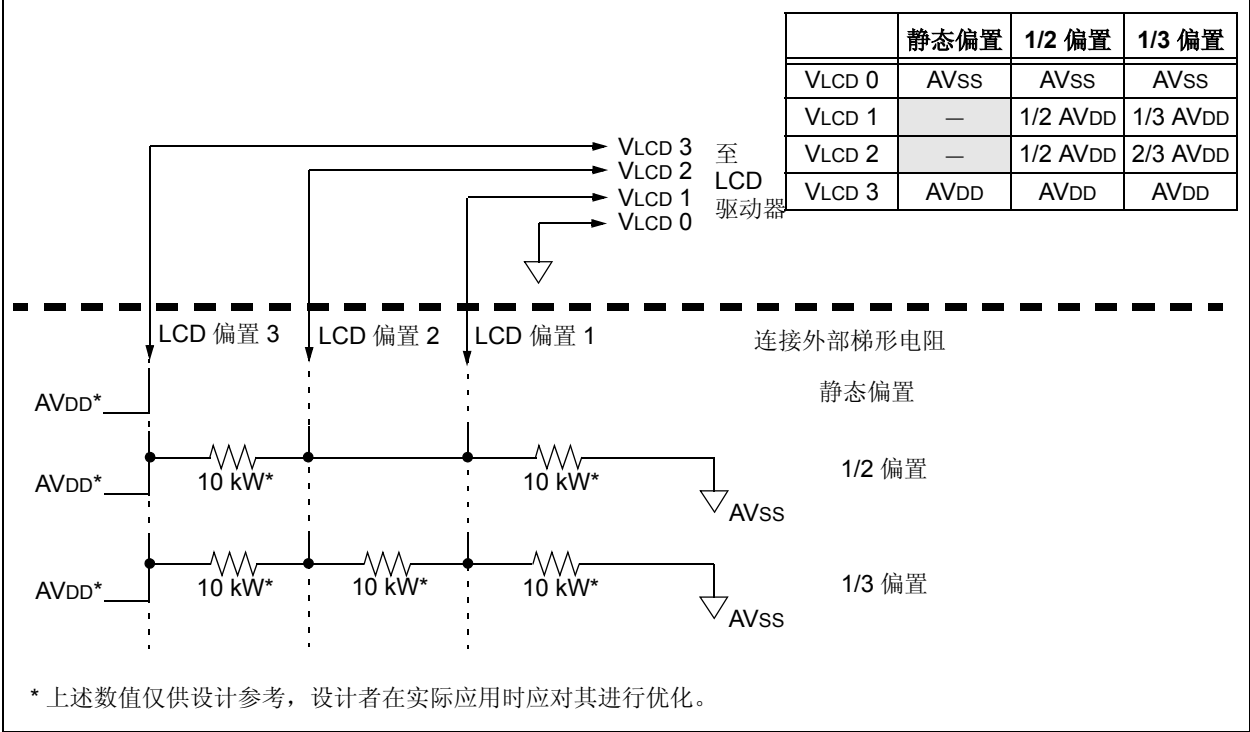 静态偏置 1/2 偏置 1/3 偏置
VLCD 0 AVSS AVSS AVSS
VLCD 1 — 1/2 AVDD 1/3 AVDD
VLCD 2 — 1/2 AVDD 2/3 AVDD
VLCD 3 AVDD AVDD AVDD
VLCD 3
VLCD 2
VLCD 1
VLCD 0
至
LCD
驱动器
LCD 偏置 3 LCD 偏置 2 LCD 偏置 1 连接外部梯形电阻
AVDD* 静态偏置
AVDD* 10 kW* 10 kW* AVSS 1/2 偏置
AVDD* 10 kW* 10 kW* 10 kW* AVSS 1/3 偏置
* 上述数值仅供设计参考，设计者在实际应用时应对其进行优化。